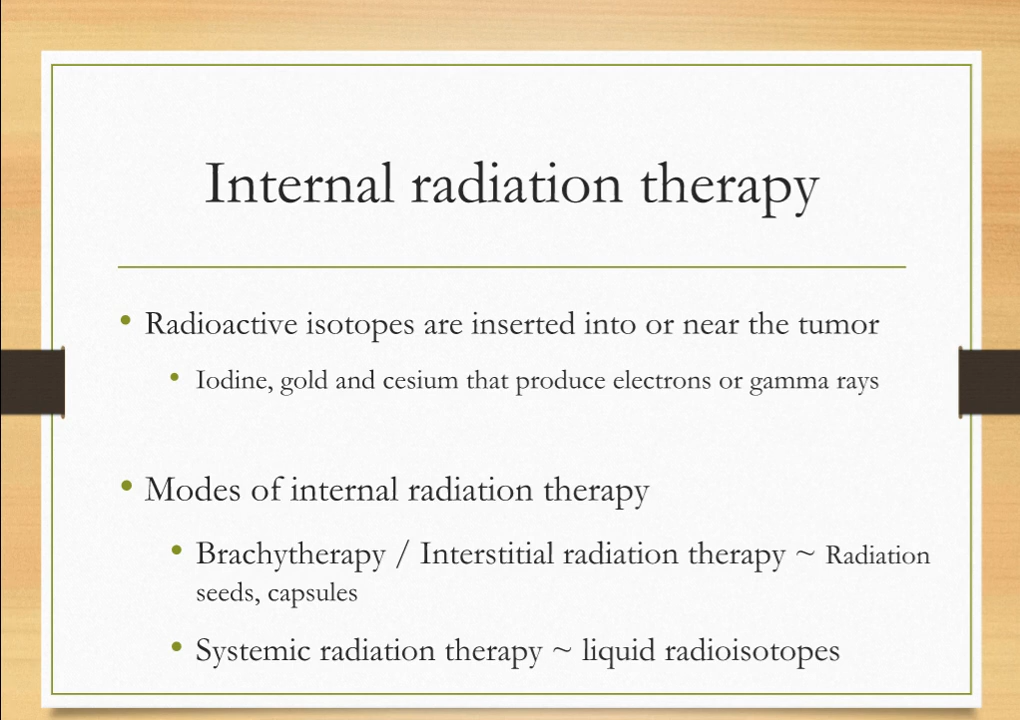 Internal radiation therapy
• Radioactive isotopes are inserted into or near the tumor
• Iodine, gold and cesium that produce electrons or gamma rays
• Modes of internal radiation therapy
• Brachytherapy / Interstitial radiation therapy ~ Radiation
seeds, capsules
• Systemic radiation therapy ~ liquid radioisotopes